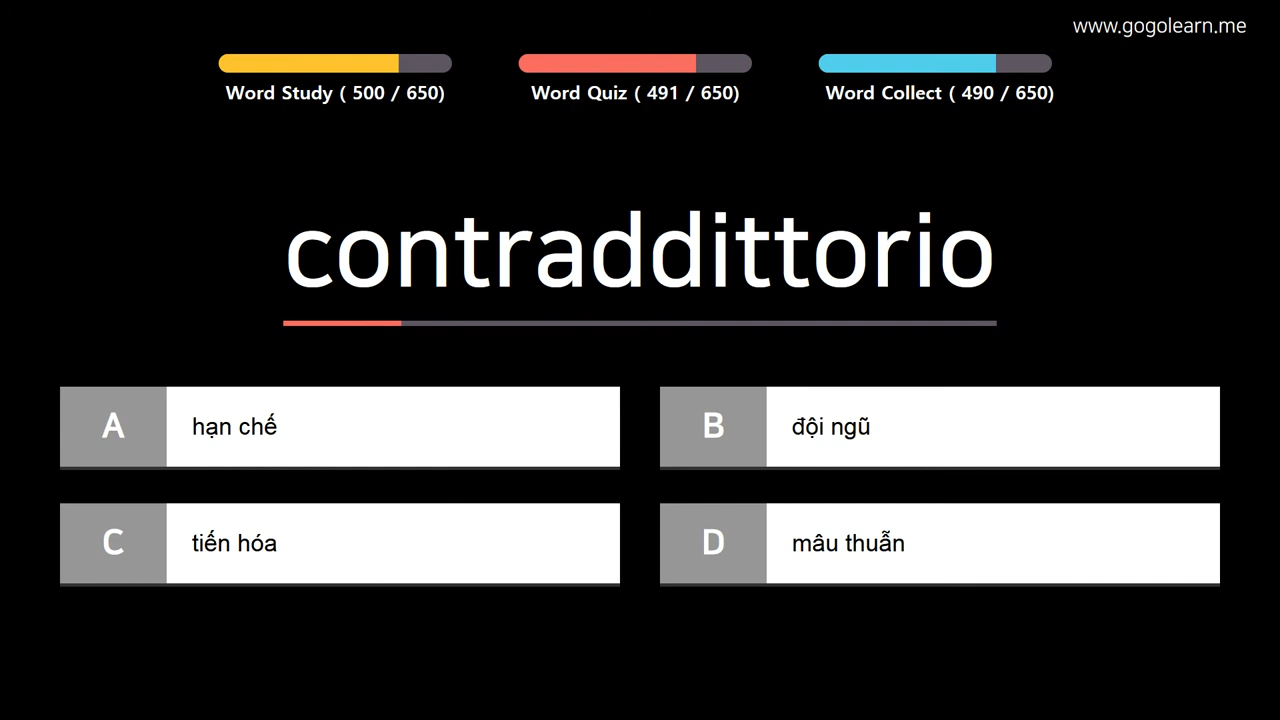 www.gogolearn.me
Word Study ( 500 / 650)
Word Quiz ( 491 / 650)
Word Collect ( 490 / 650)
contraddittorio
A hạn chế
B đội ngũ
C tiến hóa
D mâu thuẫn